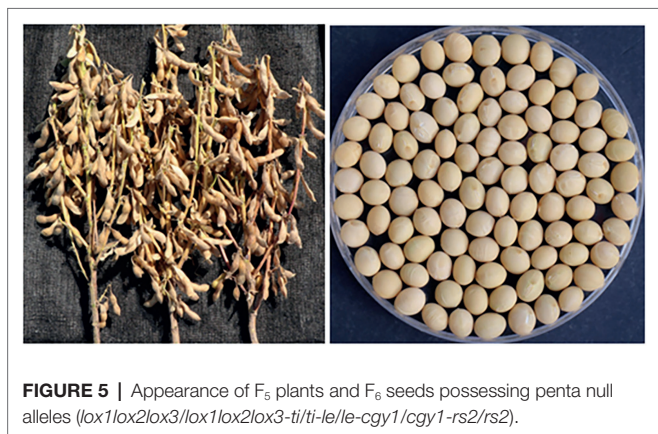 FIGURE 5 | Appearance of F₅ plants and F₆ seeds possessing penta null
alleles (lox1lox2lox3/lox1lox2lox3-ti/ti-le/le-cgy1/cgy1-rs2/rs2).